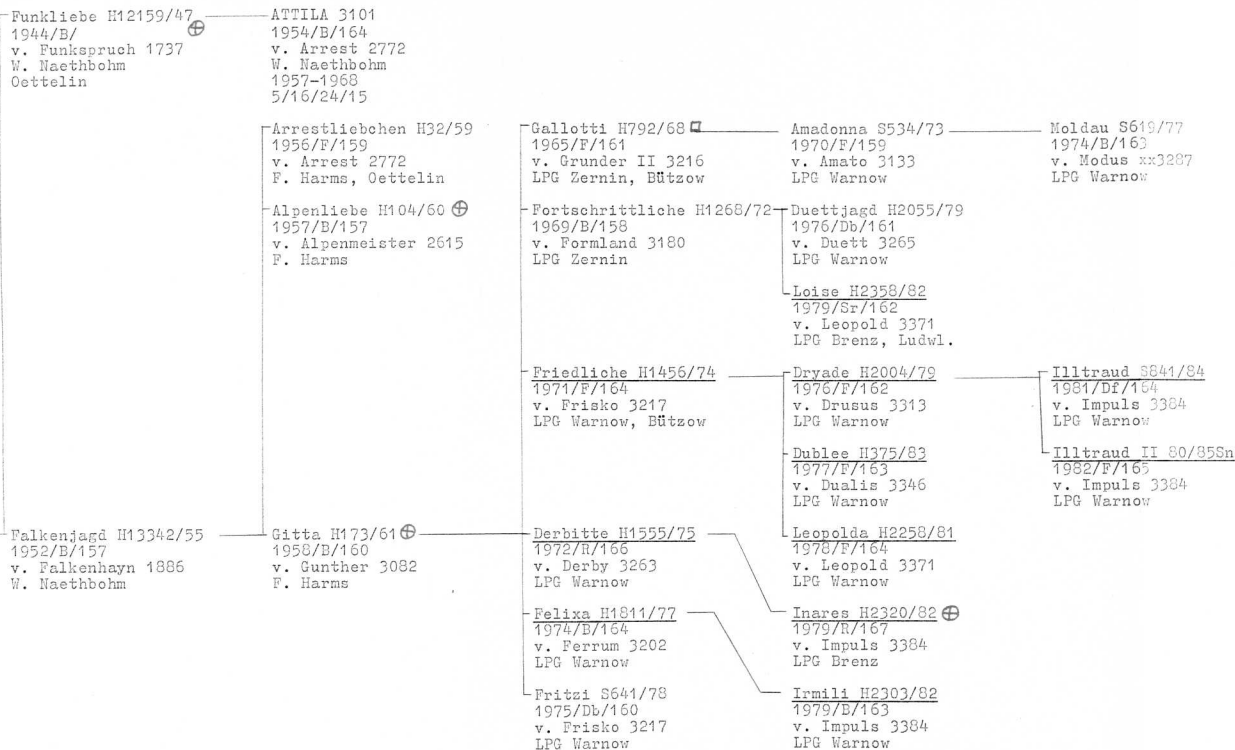 Funkliebe H12159/47
1944/B/
v. Funkspruch 1737
W. Naethbohm
Oettelin
ATTILA 3101
1954/B/164
v. Arrest 2772
W. Naethbohm
1957-1968
5/16/24/15
Arrestliebchen H32/59
1956/F/159
v. Arrest 2772
F. Harms, Oettelin
Alpenliebe H104/60
1957/B/157
v. Alpenmeister 2615
F. Harms
Falkenjagd H13342/55
1952/B/157
v. Falkenhayn 1886
W. Naethbohm
Gitta H173/61
1958/B/160
v. Gunther 3082
F. Harms
Gallotti H792/68
1965/F/161
v. Grunder II 3216
LPG Zernin, Bützow
Fortschrittliche H1268/72
1969/B/158
v. Formland 3180
LPG Zernin
Friedliche H1456/74
1971/F/164
v. Frisko 3217
LPG Warnow, Bützow
Derbitte H1555/75
1972/R/166
v. Derby 3263
LPG Warnow
Felixa H1811/77
1974/B/164
v. Ferrum 3202
LPG Warnow
Fritzi S641/78
1975/Db/160
v. Frisko 3217
LPG Warnow
Amadonna S534/73
1970/F/159
v. Amato 3133
LPG Warnow
Duettjagd H2055/79
1976/Db/161
v. Duett 3265
LPG Warnow
Loise H2358/82
1979/Sr/162
v. Leopold 3371
LPG Brenz, Ludwl.
Dryade H2004/79
1976/F/162
v. Drusus 3313
LPG Warnow
Dublee H375/83
1977/F/163
v. Dualis 3346
LPG Warnow
Leopolda H2258/81
1978/F/164
v. Leopold 3371
LPG Warnow
Inares H2320/82
1979/R/167
v. Impuls 3384
LPG Brenz
Irmili H2303/82
1979/B/163
v. Impuls 3384
LPG Warnow
Moldau S619/77
1974/B/163
v. Modus xx3287
LPG Warnow
Illtraud S841/84
1981/Df/164
v. Impuls 3384
LPG Warnow
Illtraud II 80/85Sn
1982/F/165
v. Impuls 3384
LPG Warnow